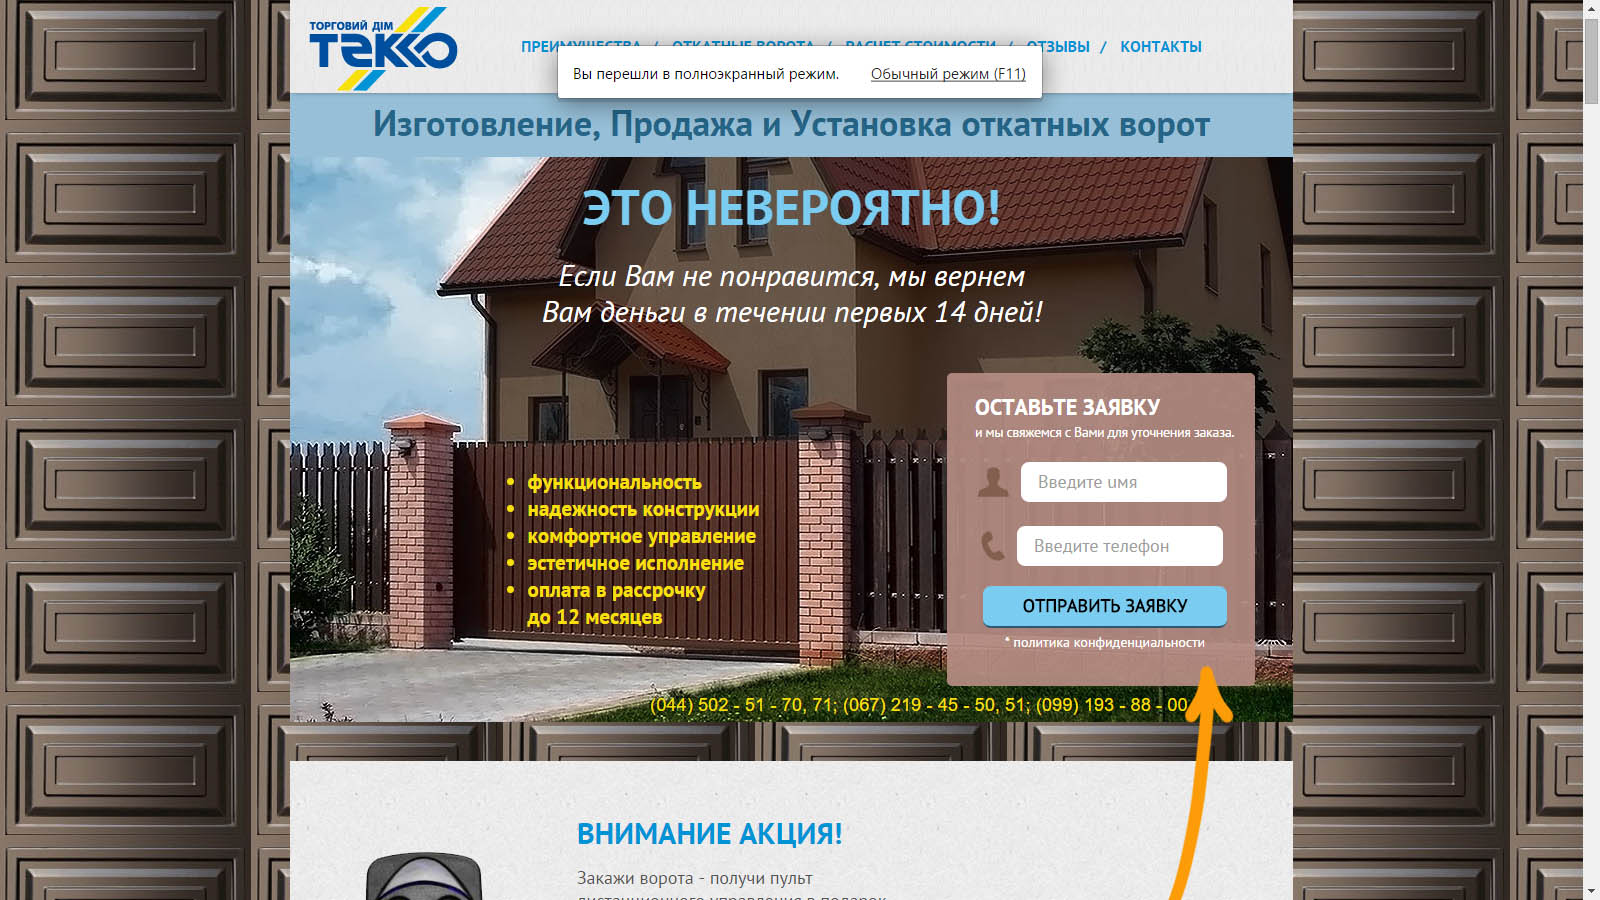 ТОРГОВИЙ ДІМ
ТЕККО
ПРЕИМУЩЕСТВА / ОТКАТНЫЕ ВОРОТА / РАСЧЕТ СТОИМОСТИ / ОТЗЫВЫ / КОНТАКТЫ
Вы перешли в полноэкранный режим. Обычный режим (F11)
Изготовление, Продажа и Установка откатных ворот
ЭТО НЕВЕРОЯТНО!
Если Вам не понравится, мы вернем
Вам деньги в течении первых 14 дней!
ОСТАВЬТЕ ЗАЯВКУ
и мы свяжемся с Вами для уточнения заказа.
Введите имя
Введите телефон
ОТПРАВИТЬ ЗАЯВКУ
* политика конфиденциальности
• функциональность
• надежность конструкции
• комфортное управление
• эстетичное исполнение
• оплата в рассрочку
до 12 месяцев
(044) 502 - 51 - 70, 71; (067) 219 - 45 - 50, 51; (099) 193 - 88 - 00
ВНИМАНИЕ АКЦИЯ!
Закажи ворота - получи пульт
дистанционного управления в подарок